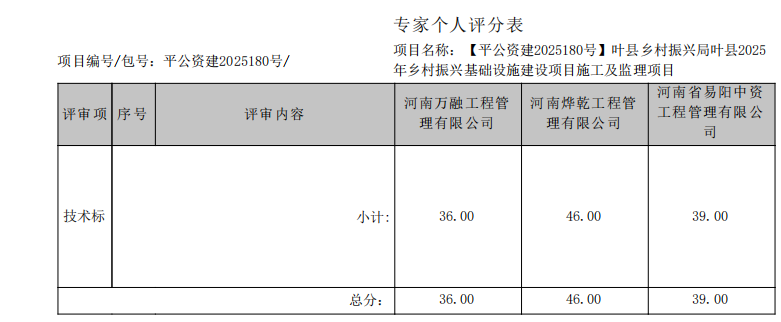 专家个人评分表
项目编号/包号：平公资建2025180号/
项目名称：【平公资建2025180号】叶县乡村振兴局叶县2025
年乡村振兴基础设施建设项目施工及监理项目
评审项 序号 评审内容 河南万融工程管理有限公司 河南烨乾工程管理有限公司 河南省易阳中资工程管理有限公司
技术标 小计: 36.00 46.00 39.00
总分: 36.00 46.00 39.00